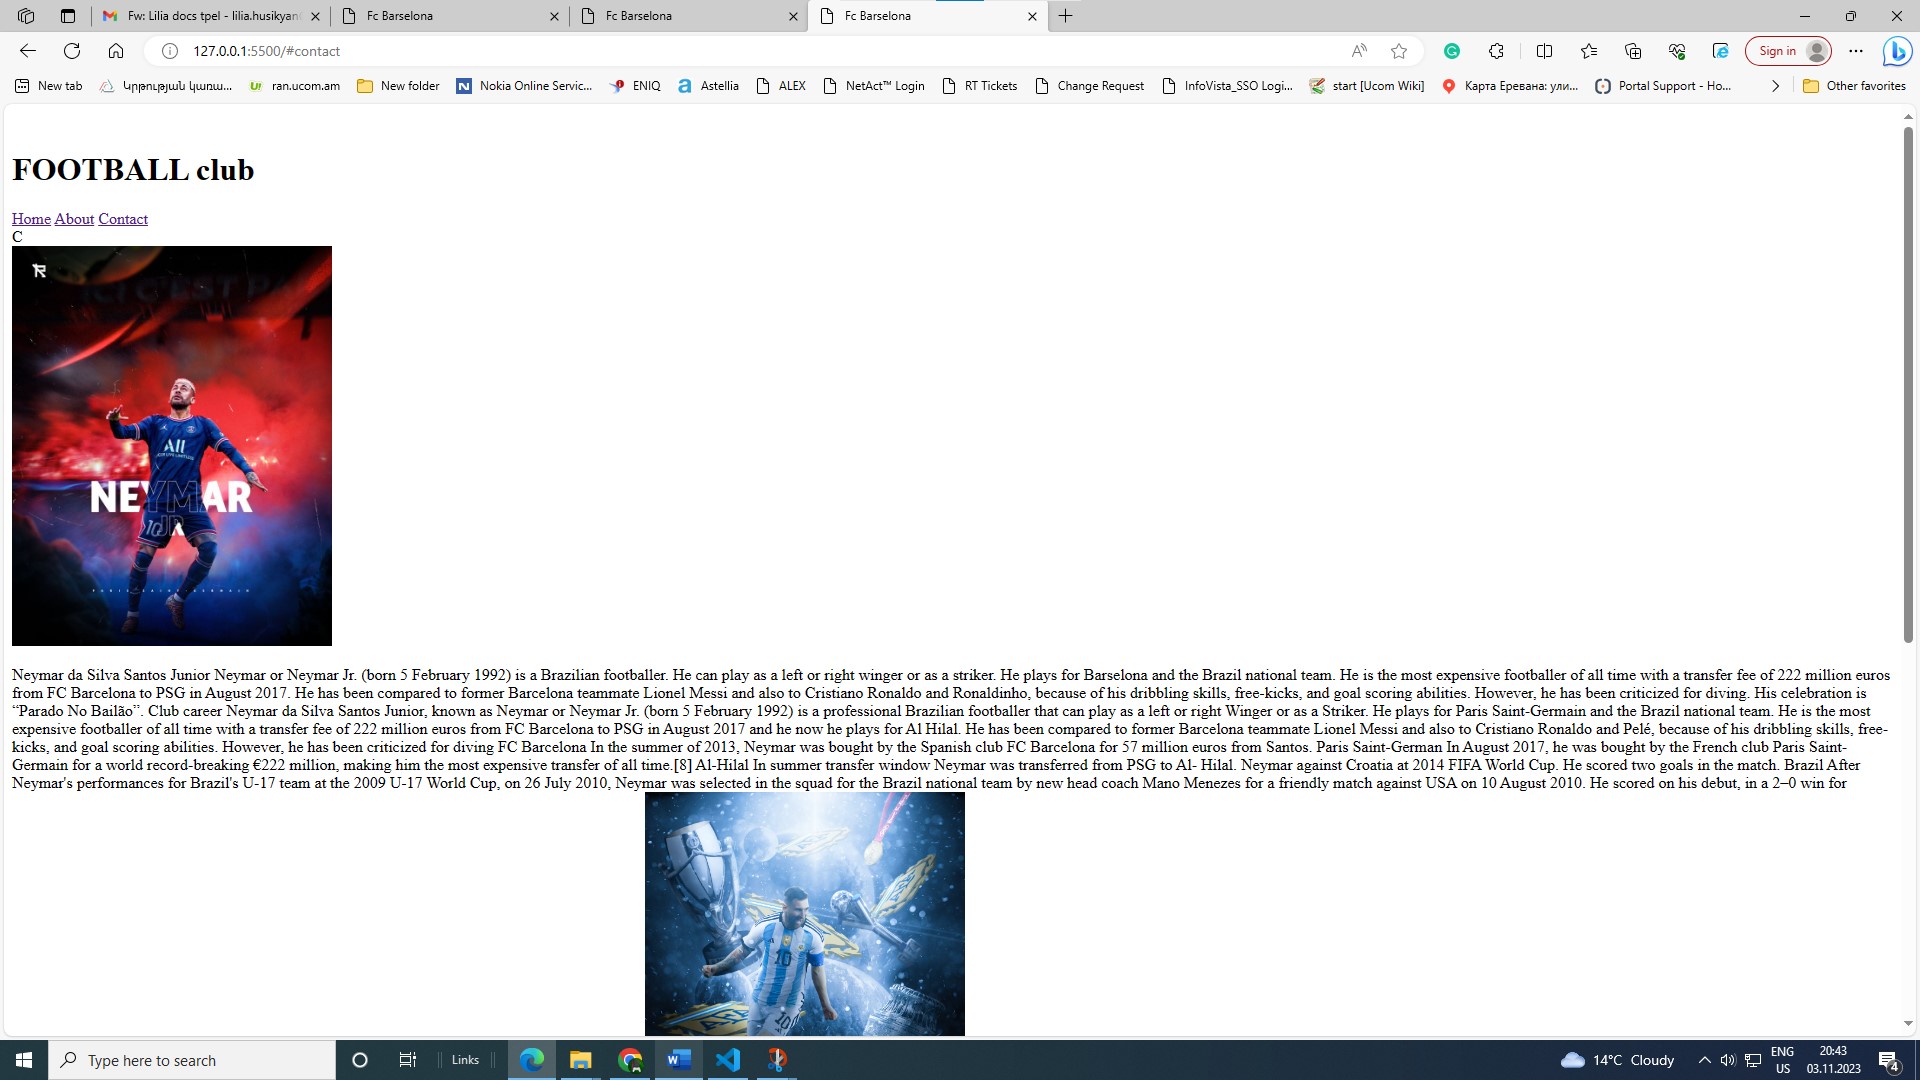 Fw: Lilia docs tpel - lilia.husikyan
Fc Barselona
Fc Barselona
Fc Barselona
127.0.0.1:5500/#contact
Sign in
New tab
Կրթության կառա...
ran.ucom.am
New folder
Nokia Online Servic...
ENIQ
Astellia
ALEX
NetAct™ Login
RT Tickets
Change Request
InfoVista_SSO Logi...
start [Ucom Wiki]
Карта Еревана: ули...
Portal Support - Ho...
Other favorites
FOOTBALL club
Home About Contact
C
NEYMAR
JR
Neymar da Silva Santos Junior Neymar or Neymar Jr. (born 5 February 1992) is a Brazilian footballer. He can play as a left or right winger or as a striker. He plays for Barselona and the Brazil national team. He is the most expensive footballer of all time with a transfer fee of 222 million euros
from FC Barcelona to PSG in August 2017. He has been compared to former Barcelona teammate Lionel Messi and also to Cristiano Ronaldo and Ronaldinho, because of his dribbling skills, free-kicks, and goal scoring abilities. However, he has been criticized for diving. His celebration is
“Parado No Bailão”. Club career Neymar da Silva Santos Junior, known as Neymar or Neymar Jr. (born 5 February 1992) is a professional Brazilian footballer that can play as a left or right Winger or as a Striker. He plays for Paris Saint-Germain and the Brazil national team. He is the most
expensive footballer of all time with a transfer fee of 222 million euros from FC Barcelona to PSG in August 2017 and he now he plays for Al Hilal. He has been compared to former Barcelona teammate Lionel Messi and also to Cristiano Ronaldo and Pelé, because of his dribbling skills, free-
kicks, and goal scoring abilities. However, he has been criticized for diving FC Barcelona In the summer of 2013, Neymar was bought by the Spanish club FC Barcelona for 57 million euros from Santos. Paris Saint-German In August 2017, he was bought by the French club Paris Saint-
Germain for a world record-breaking €222 million, making him the most expensive transfer of all time.[8] Al-Hilal In summer transfer window Neymar was transferred from PSG to Al- Hilal. Neymar against Croatia at 2014 FIFA World Cup. He scored two goals in the match. Brazil After
Neymar's performances for Brazil's U-17 team at the 2009 U-17 World Cup, on 26 July 2010, Neymar was selected in the squad for the Brazil national team by new head coach Mano Menezes for a friendly match against USA on 10 August 2010. He scored on his debut, in a 2–0 win for
10
Type here to search
Links
14°C Cloudy
ENG
US
20:43
03.11.2023
4